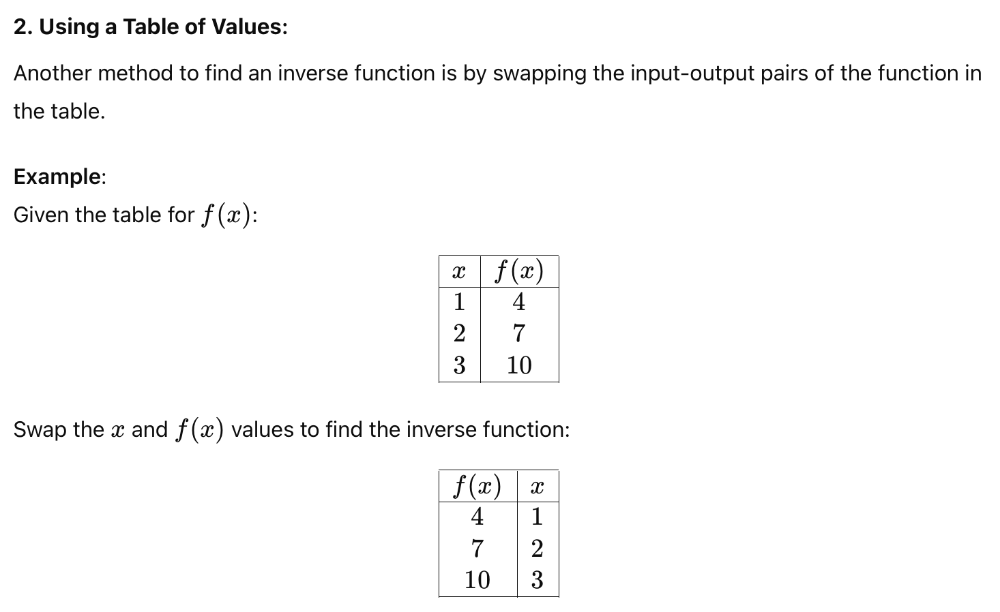 2. Using a Table of Values:
Another method to find an inverse function is by swapping the input-output pairs of the function in
the table.
Example:
Given the table for f(x):
x f(x)
1 4
2 7
3 10
Swap the x and f(x) values to find the inverse function:
f(x) x
4 1
7 2
10 3